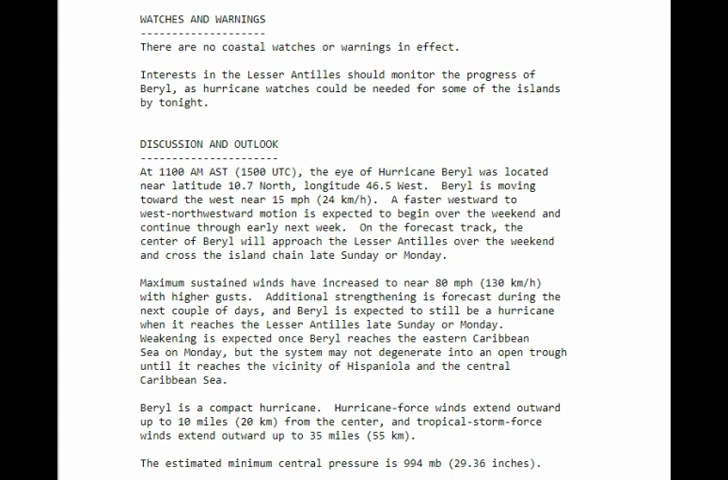 WATCHES AND WARNINGS
--------------------
There are no coastal watches or warnings in effect.
Interests in the Lesser Antilles should monitor the progress of
Beryl, as hurricane watches could be needed for some of the islands
by tonight.
DISCUSSION AND OUTLOOK
----------------------
At 1100 AM AST (1500 UTC), the eye of Hurricane Beryl was located
near latitude 10.7 North, longitude 46.5 West.  Beryl is moving
toward the west near 15 mph (24 km/h).  A faster westward to
west-northwestward motion is expected to begin over the weekend and
continue through early next week.  On the forecast track, the
center of Beryl will approach the Lesser Antilles over the weekend
and cross the island chain late Sunday or Monday.
Maximum sustained winds have increased to near 80 mph (130 km/h)
with higher gusts.  Additional strengthening is forecast during the
next couple of days, and Beryl is expected to still be a hurricane
when it reaches the Lesser Antilles late Sunday or Monday.
Weakening is expected once Beryl reaches the eastern Caribbean
Sea on Monday, but the system may not degenerate into an open trough
until it reaches the vicinity of Hispaniola and the central
Caribbean Sea.
Beryl is a compact hurricane.  Hurricane-force winds extend outward
up to 10 miles (20 km) from the center, and tropical-storm-force
winds extend outward up to 35 miles (55 km).
The estimated minimum central pressure is 994 mb (29.36 inches).